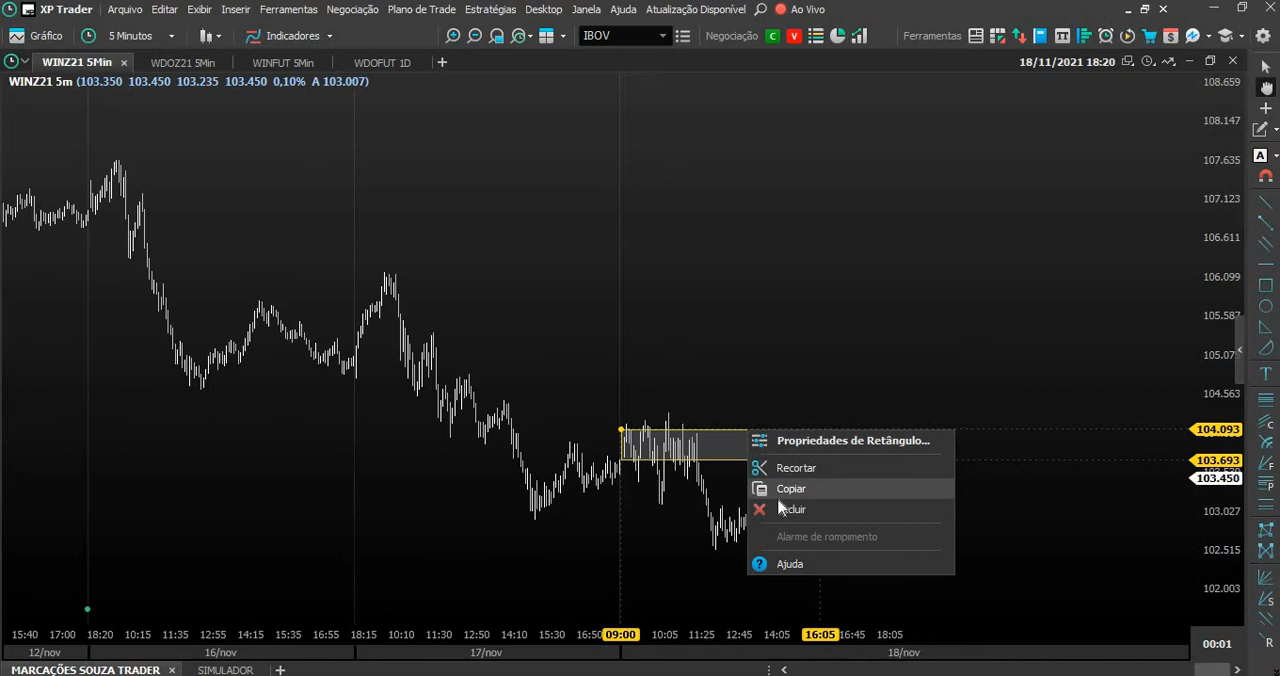 XP Trader Arquivo Editar Exibir Inserir Ferramentas Negociação Plano de Trade Estratégias Desktop Janela Ajuda Atualização Disponível Ao Vivo
Gráfico 5 Minutos Indicadores IBOV Negociação C V Ferramentas
WINZ21 5Min WDOZ21 5Min WINFUT 5Min WDOFUT 1D 18/11/2021 18:20
WINZ21 5m (103.350 103.450 103.235 103.450 0,10% A 103.007)
108.659
108.147
107.635
107.123
106.611
106.099
105.587
104.563
104.093
103.693
103.450
103.027
102.515
102.003
Propriedades de Retângulo...
Recortar
Copiar
Alarme de rompimento
Ajuda
15:40 17:00 18:20 10:15 11:35 12:55 14:15 15:35 16:55 18:15 10:10 11:30 12:50 14:10 15:30 16:50 09:00 10:05 11:25 12:45 14:05 16:05 16:45 18:05 00:01
12/nov 16/nov 17/nov 18/nov
MARCAÇÕES SOUZA TRADER SIMULADOR